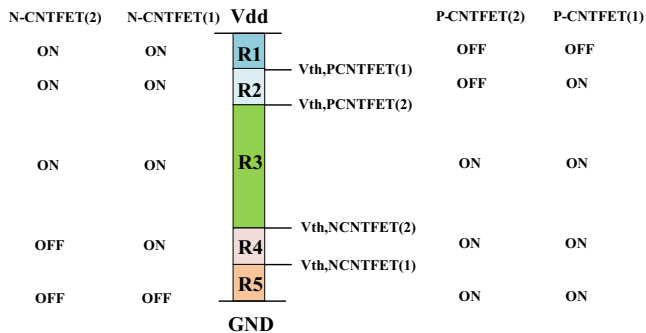 N-CNTFET(2) N-CNTFET(1) Vdd P-CNTFET(2) P-CNTFET(1)
ON ON R1 OFF OFF
Vth,PCNTFET(1)
ON ON R2 OFF ON
Vth,PCNTFET(2)
ON ON R3 ON ON
Vth,NCNTFET(2)
OFF ON R4 ON ON
Vth,NCNTFET(1)
OFF OFF R5 ON ON
GND